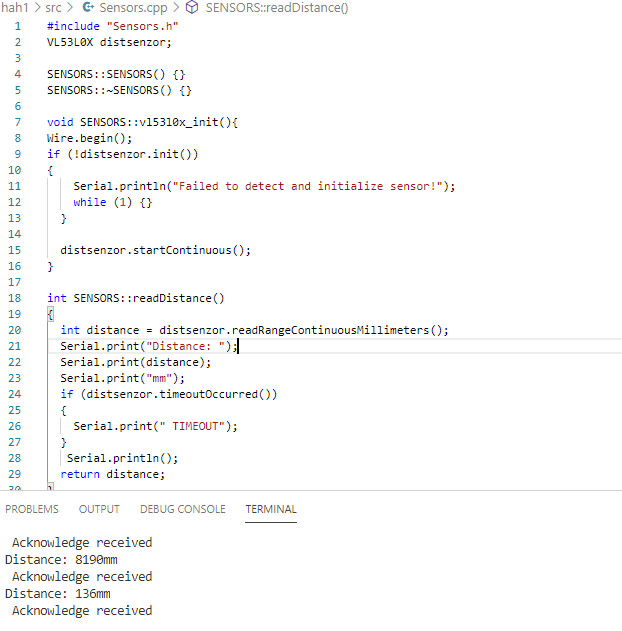 hah1 > src > Sensors.cpp > SENSORS::readDistance()
1 #include "Sensors.h"
2 VL53L0X distsenzor;
3
4 SENSORS::SENSORS() {}
5 SENSORS::~SENSORS() {}
6
7 void SENSORS::vl53l0x_init(){
8 Wire.begin();
9 if (!distsenzor.init())
10 {
11     Serial.println("Failed to detect and initialize sensor!");
12     while (1) {}
13   }
14
15   distsenzor.startContinuous();
16 }
17
18 int SENSORS::readDistance()
19 {
20   int distance = distsenzor.readRangeContinuousMillimeters();
21   Serial.print("Distance: ");
22   Serial.print(distance);
23   Serial.print("mm");
24   if (distsenzor.timeoutOccurred())
25   {
26     Serial.print(" TIMEOUT");
27   }
28    Serial.println();
29   return distance;
30 }
PROBLEMS OUTPUT DEBUG CONSOLE TERMINAL
 Acknowledge received
Distance: 8190mm
 Acknowledge received
Distance: 136mm
 Acknowledge received